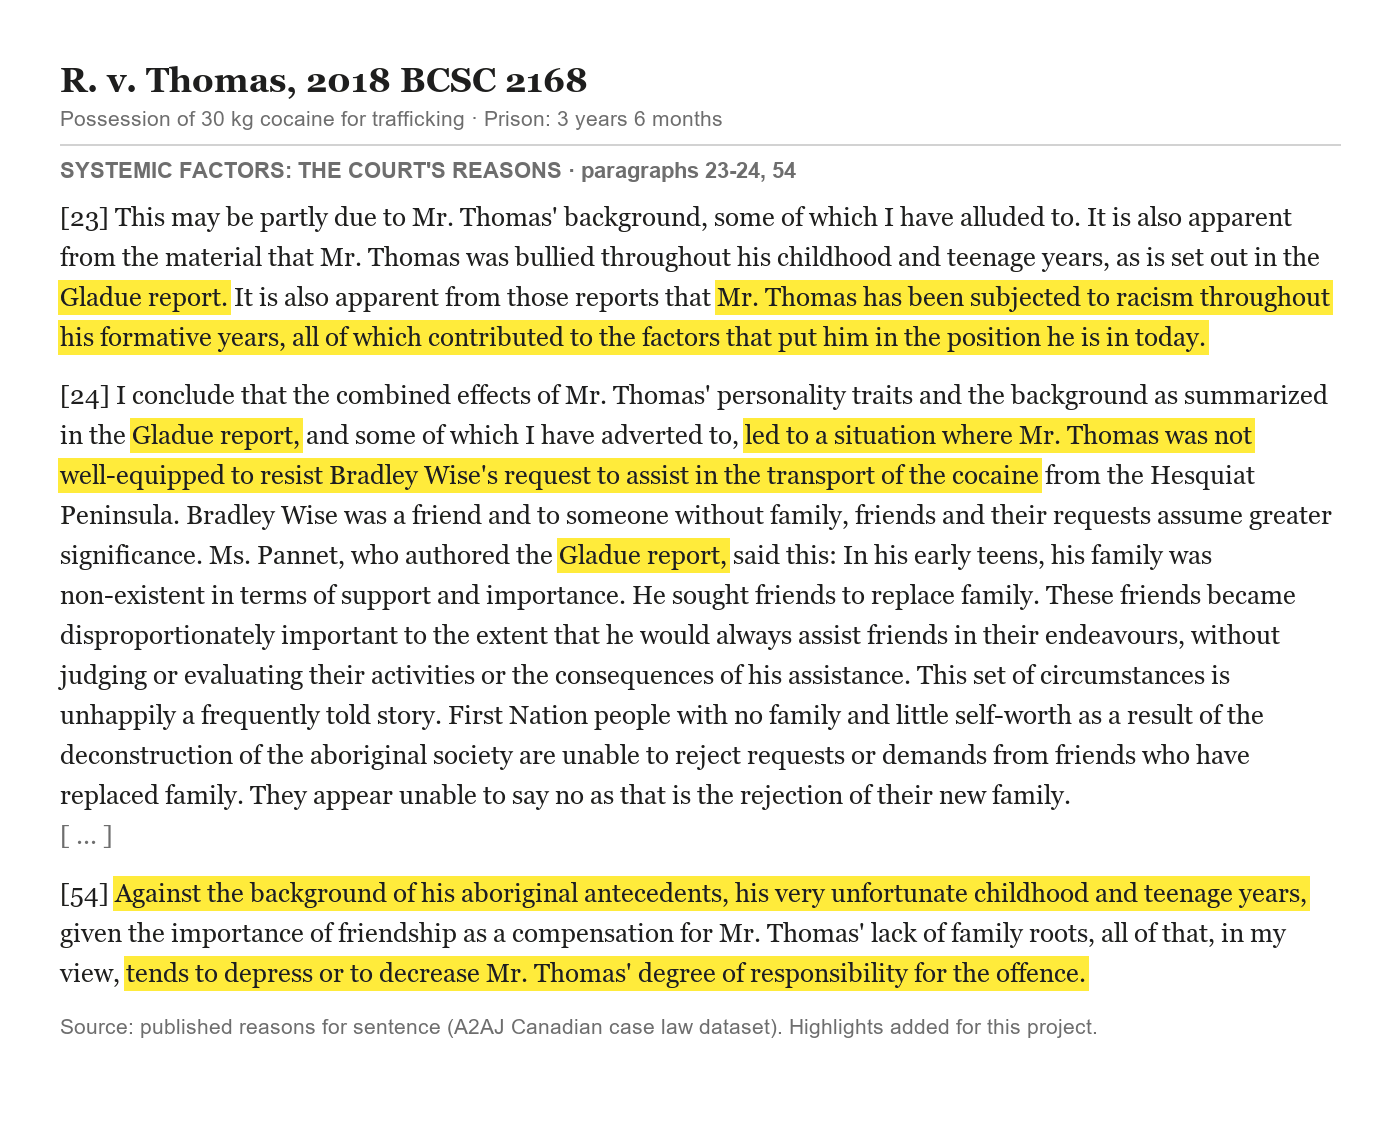 R. v. Thomas, 2018 BCSC 2168
Possession of 30 kg cocaine for trafficking · Prison: 3 years 6 months
SYSTEMIC FACTORS: THE COURT'S REASONS · paragraphs 23-24, 54
[23] This may be partly due to Mr. Thomas' background, some of which I have alluded to. It is also apparent
from the material that Mr. Thomas was bullied throughout his childhood and teenage years, as is set out in the
Gladue report. It is also apparent from those reports that Mr. Thomas has been subjected to racism throughout
his formative years, all of which contributed to the factors that put him in the position he is in today.
[24] I conclude that the combined effects of Mr. Thomas' personality traits and the background as summarized
in the Gladue report, and some of which I have adverted to, led to a situation where Mr. Thomas was not
well-equipped to resist Bradley Wise's request to assist in the transport of the cocaine from the Hesquiat
Peninsula. Bradley Wise was a friend and to someone without family, friends and their requests assume greater
significance. Ms. Pannet, who authored the Gladue report, said this: In his early teens, his family was
non-existent in terms of support and importance. He sought friends to replace family. These friends became
disproportionately important to the extent that he would always assist friends in their endeavours, without
judging or evaluating their activities or the consequences of his assistance. This set of circumstances is
unhappily a frequently told story. First Nation people with no family and little self-worth as a result of the
deconstruction of the aboriginal society are unable to reject requests or demands from friends who have
replaced family. They appear unable to say no as that is the rejection of their new family.
[ ... ]
[54] Against the background of his aboriginal antecedents, his very unfortunate childhood and teenage years,
given the importance of friendship as a compensation for Mr. Thomas' lack of family roots, all of that, in my
view, tends to depress or to decrease Mr. Thomas' degree of responsibility for the offence.
Source: published reasons for sentence (A2AJ Canadian case law dataset). Highlights added for this project.